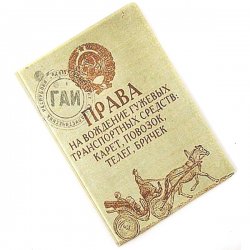 ГАИ
ПРАВА
НА ВОЖДЕНИЕ ГУЖЕВЫХ
ТРАНСПОРТНЫХ СРЕДСТВ:
КАРЕТ, ПОВОЗОК,
ТЕЛЕГ, БРИЧЕК